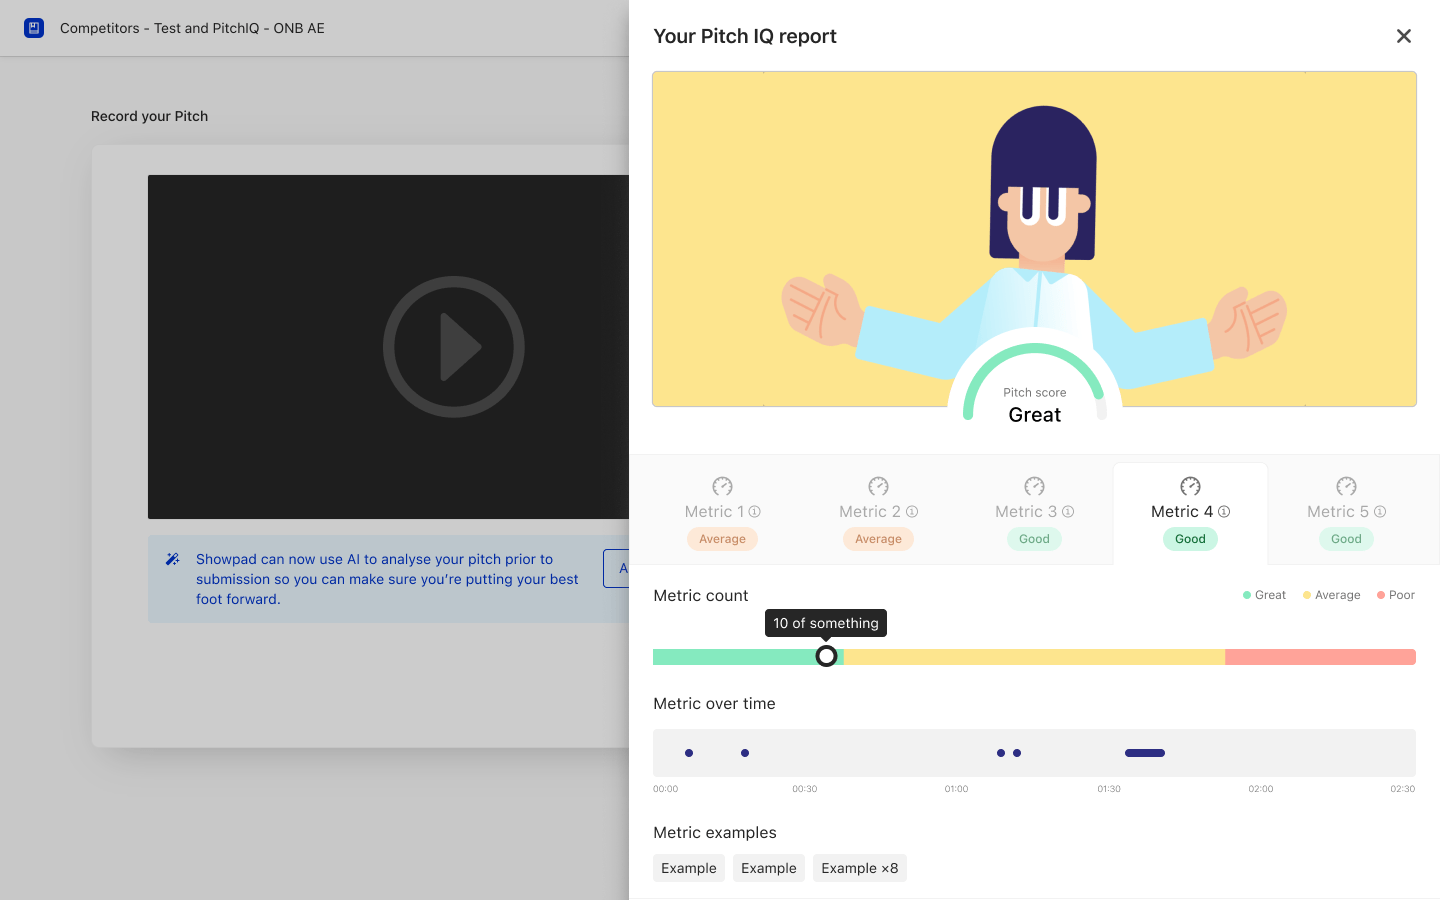 Competitors - Test and PitchIQ - ONB AE
Record your Pitch
Showpad can now use AI to analyse your pitch prior to
submission so you can make sure you’re putting your best
foot forward.
A
Your Pitch IQ report
Pitch score
Great
Metric 1
Average
Metric 2
Average
Metric 3
Good
Metric 4
Good
Metric 5
Good
Metric count
Great
Average
Poor
10 of something
Metric over time
00:00
00:30
01:00
01:30
02:00
02:30
Metric examples
Example
Example
Example ×8